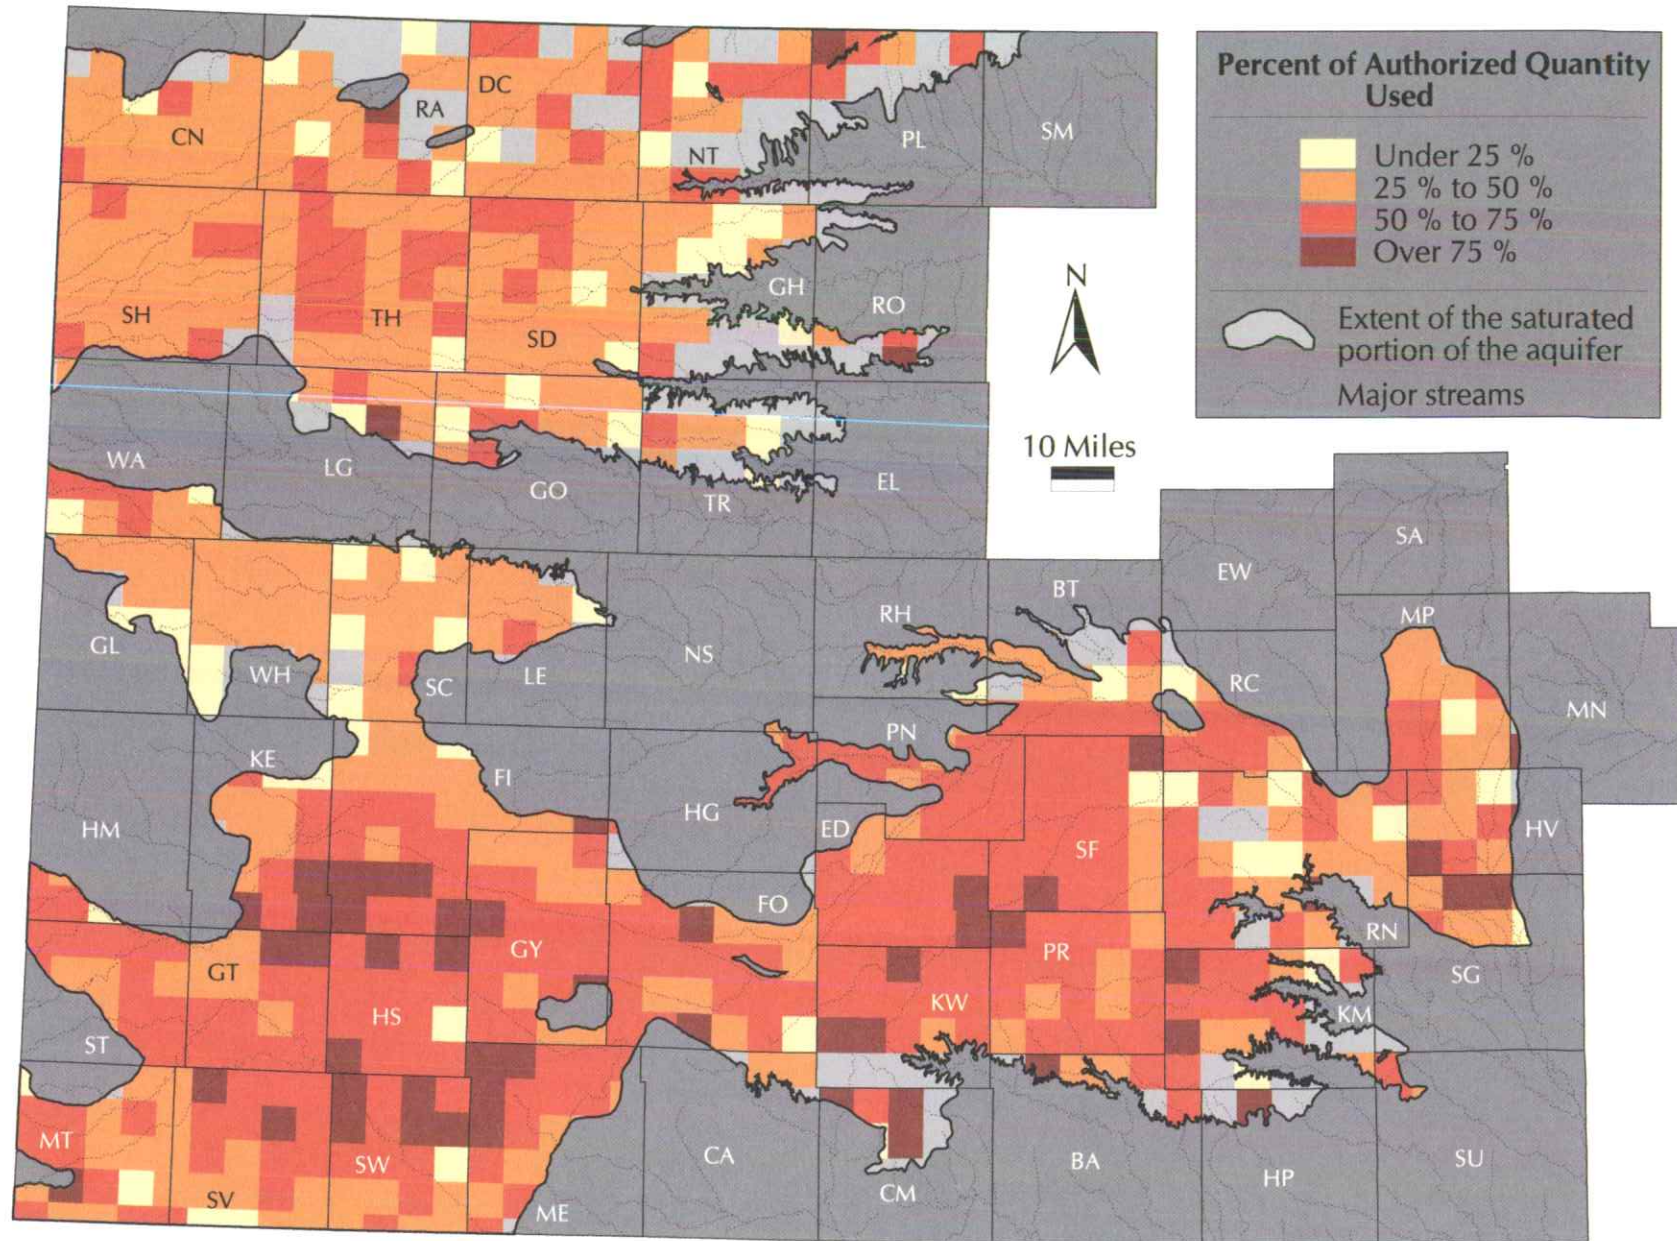 Percent of Authorized Quantity
Used
Under 25 %
25 % to 50 %
50 % to 75 %
Over 75 %
Extent of the saturated
portion of the aquifer
Major streams
N
10 Miles
DC
RA
CN
NT
PL
SM
GH
RO
SH
TH
SD
WA
LG
GO
TR
EL
SA
EW
BT
RH
MP
GL
WH
SC
LE
NS
RC
MN
PN
KE
FI
HG
HM
ED
SF
HV
FO
RN
GY
PR
GT
SG
KW
HS
KM
ST
MT
SW
CA
BA
SU
HP
SV
CM
ME